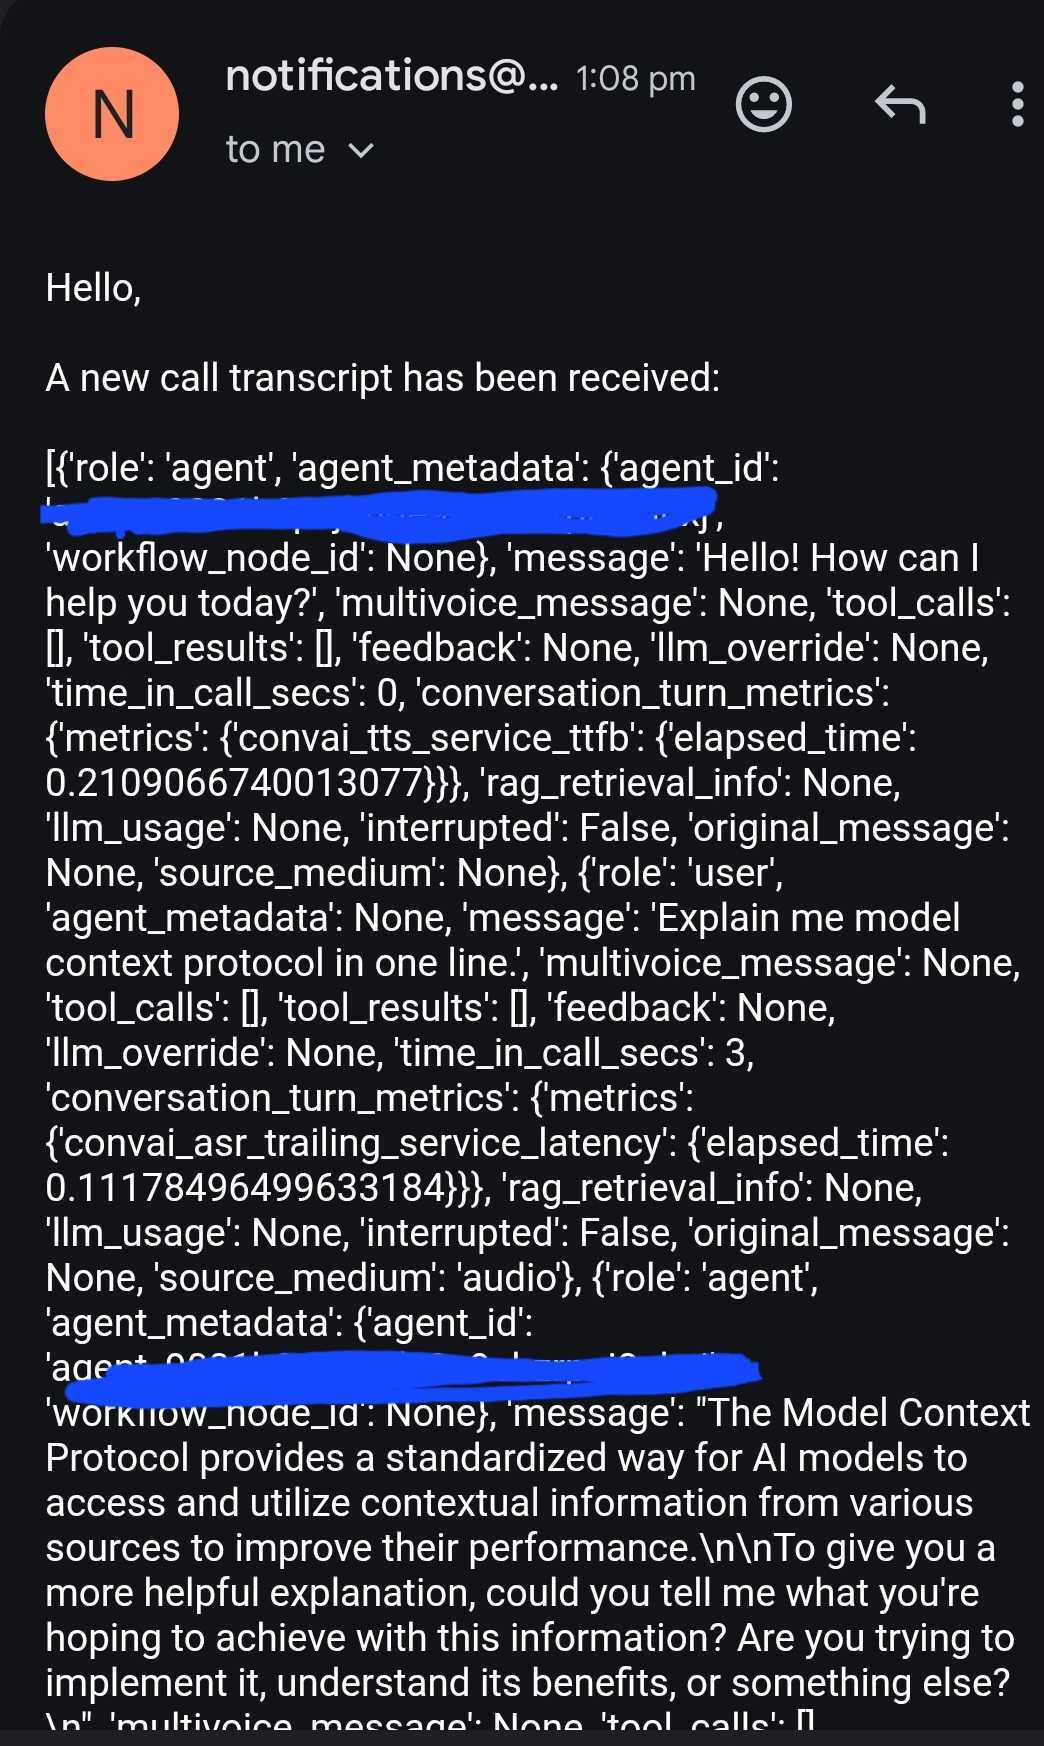 N
notifications@... 1:08 pm
to me
Hello,
A new call transcript has been received:
[{'role': 'agent', 'agent_metadata': {'agent_id':
'workflow_node_id': None}, 'message': 'Hello! How can I
help you today?', 'multivoice_message': None, 'tool_calls':
[], 'tool_results': [], 'feedback': None, 'llm_override': None,
'time_in_call_secs': 0, 'conversation_turn_metrics':
{'metrics': {'convai_tts_service_ttfb': {'elapsed_time':
0.2109066740013077}}}, 'rag_retrieval_info': None,
'llm_usage': None, 'interrupted': False, 'original_message':
None, 'source_medium': None}, {'role': 'user',
'agent_metadata': None, 'message': 'Explain me model
context protocol in one line.', 'multivoice_message': None,
'tool_calls': [], 'tool_results': [], 'feedback': None,
'llm_override': None, 'time_in_call_secs': 3,
'conversation_turn_metrics': {'metrics':
{'convai_asr_trailing_service_latency': {'elapsed_time':
0.11178496499633184}}}, 'rag_retrieval_info': None,
'llm_usage': None, 'interrupted': False, 'original_message':
None, 'source_medium': 'audio'}, {'role': 'agent',
'agent_metadata': {'agent_id':
'workflow_node_id': None}, 'message': "The Model Context
Protocol provides a standardized way for AI models to
access and utilize contextual information from various
sources to improve their performance.\n\nTo give you a
more helpful explanation, could you tell me what you're
hoping to achieve with this information? Are you trying to
implement it, understand its benefits, or something else?
\n", 'multivoice_message': None, 'tool_calls': []